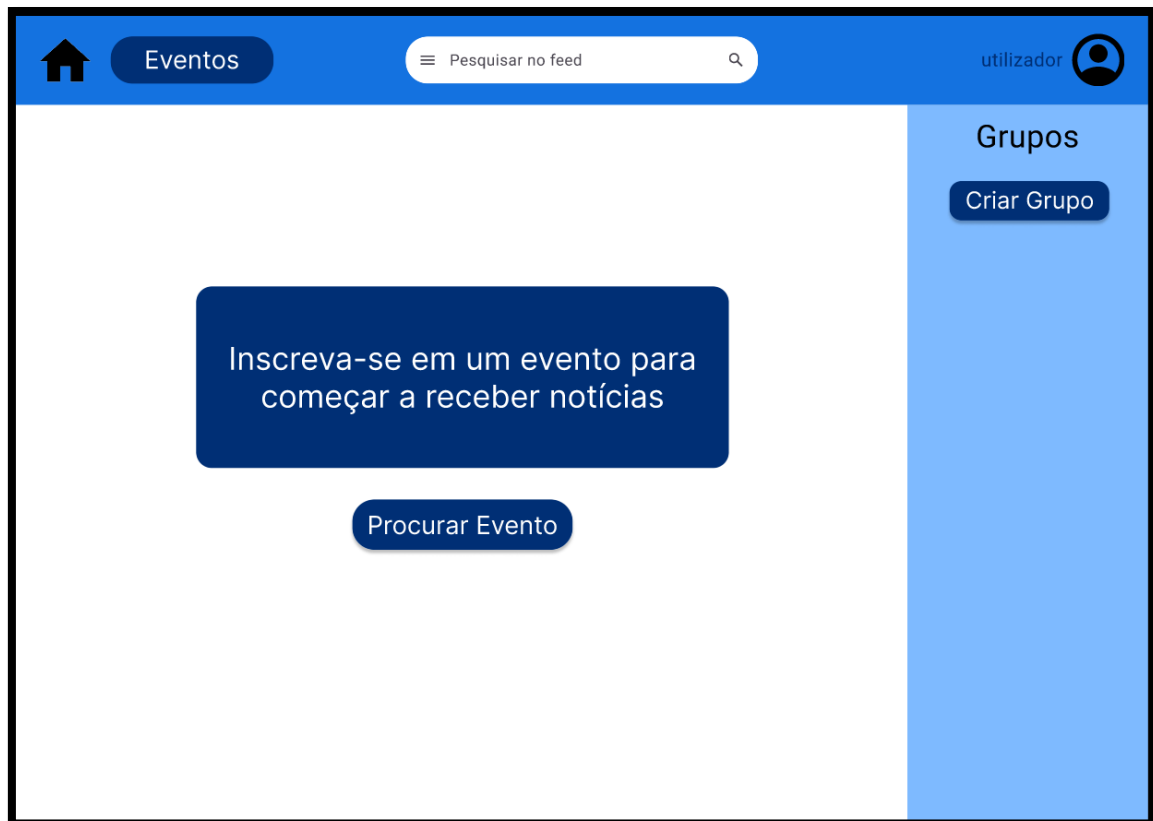 Eventos
Pesquisar no feed
utilizador
Grupos
Criar Grupo
Inscreva-se em um evento para
começar a receber notícias
Procurar Evento